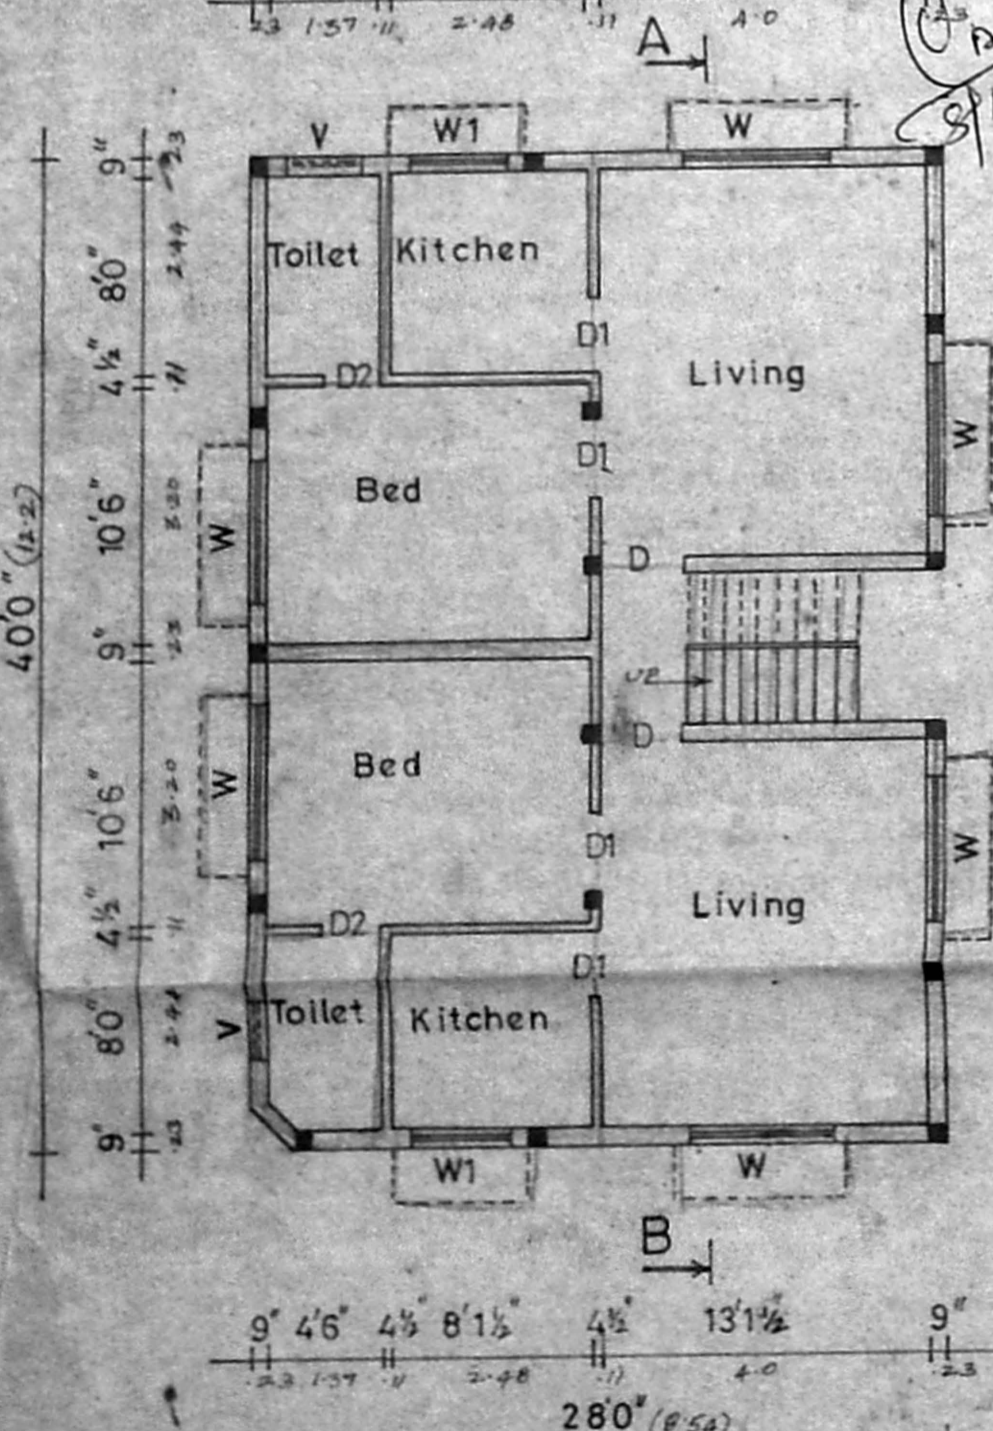 .23 1.37 .11 2.48 .11 4.0 .23
A
V W1 W
9" .23
Toilet Kitchen
8'0" 2.44
D1
Living
4½" .11
D2
W
D1
Bed
10'6" 3.20
W
D
40'0" (12.2)
9" .23
UP
D
Bed
W
10'6" 3.20
D1
W
Living
4½" .11
D2
D1
Toilet Kitchen
V
8'0"
9" .23
W1 W
B
9" 4'6" 4½" 8'1½" 4½" 13'1½" 9"
.23 1.37 .11 2.48 .11 4.0 .23
28'0" (8.54)